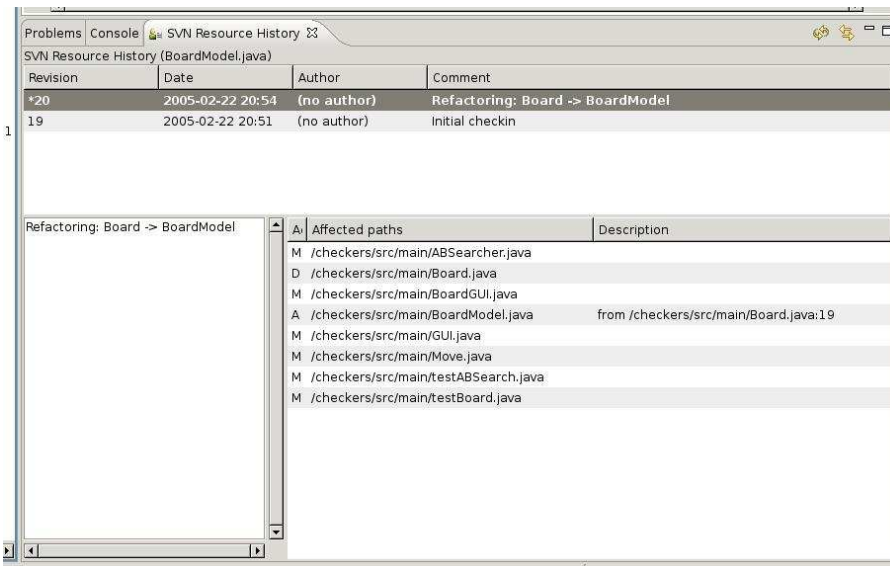 Problems Console SVN Resource History
SVN Resource History (BoardModel.java)
Revision Date Author Comment
*20 2005-02-22 20:54 (no author) Refactoring: Board -> BoardModel
19 2005-02-22 20:51 (no author) Initial checkin
1
Refactoring: Board -> BoardModel
A Affected paths Description
M /checkers/src/main/ABSearcher.java
D /checkers/src/main/Board.java
M /checkers/src/main/BoardGUI.java
A /checkers/src/main/BoardModel.java from /checkers/src/main/Board.java:19
M /checkers/src/main/GUI.java
M /checkers/src/main/Move.java
M /checkers/src/main/testABSearch.java
M /checkers/src/main/testBoard.java